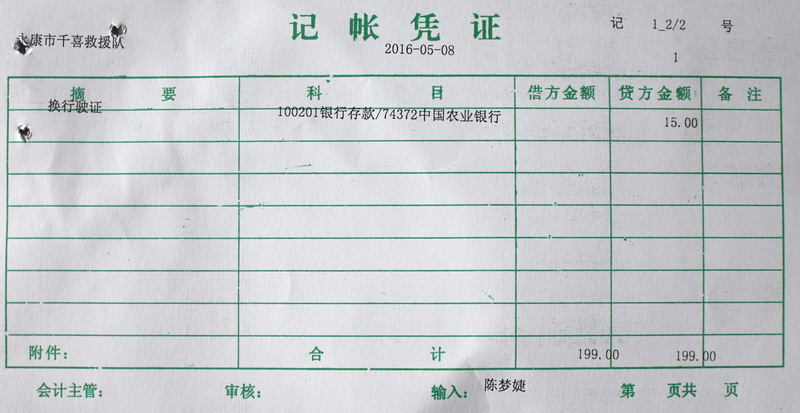 记帐凭证
记 1_2/2 号
永康市千喜救援队
2016-05-08
1
摘要 科目 借方金额 贷方金额 备注
换行驶证 100201银行存款/74372中国农业银行 15.00
附件： 合计 199.00 199.00
会计主管： 审核： 输入： 陈梦婕 第 页共 页